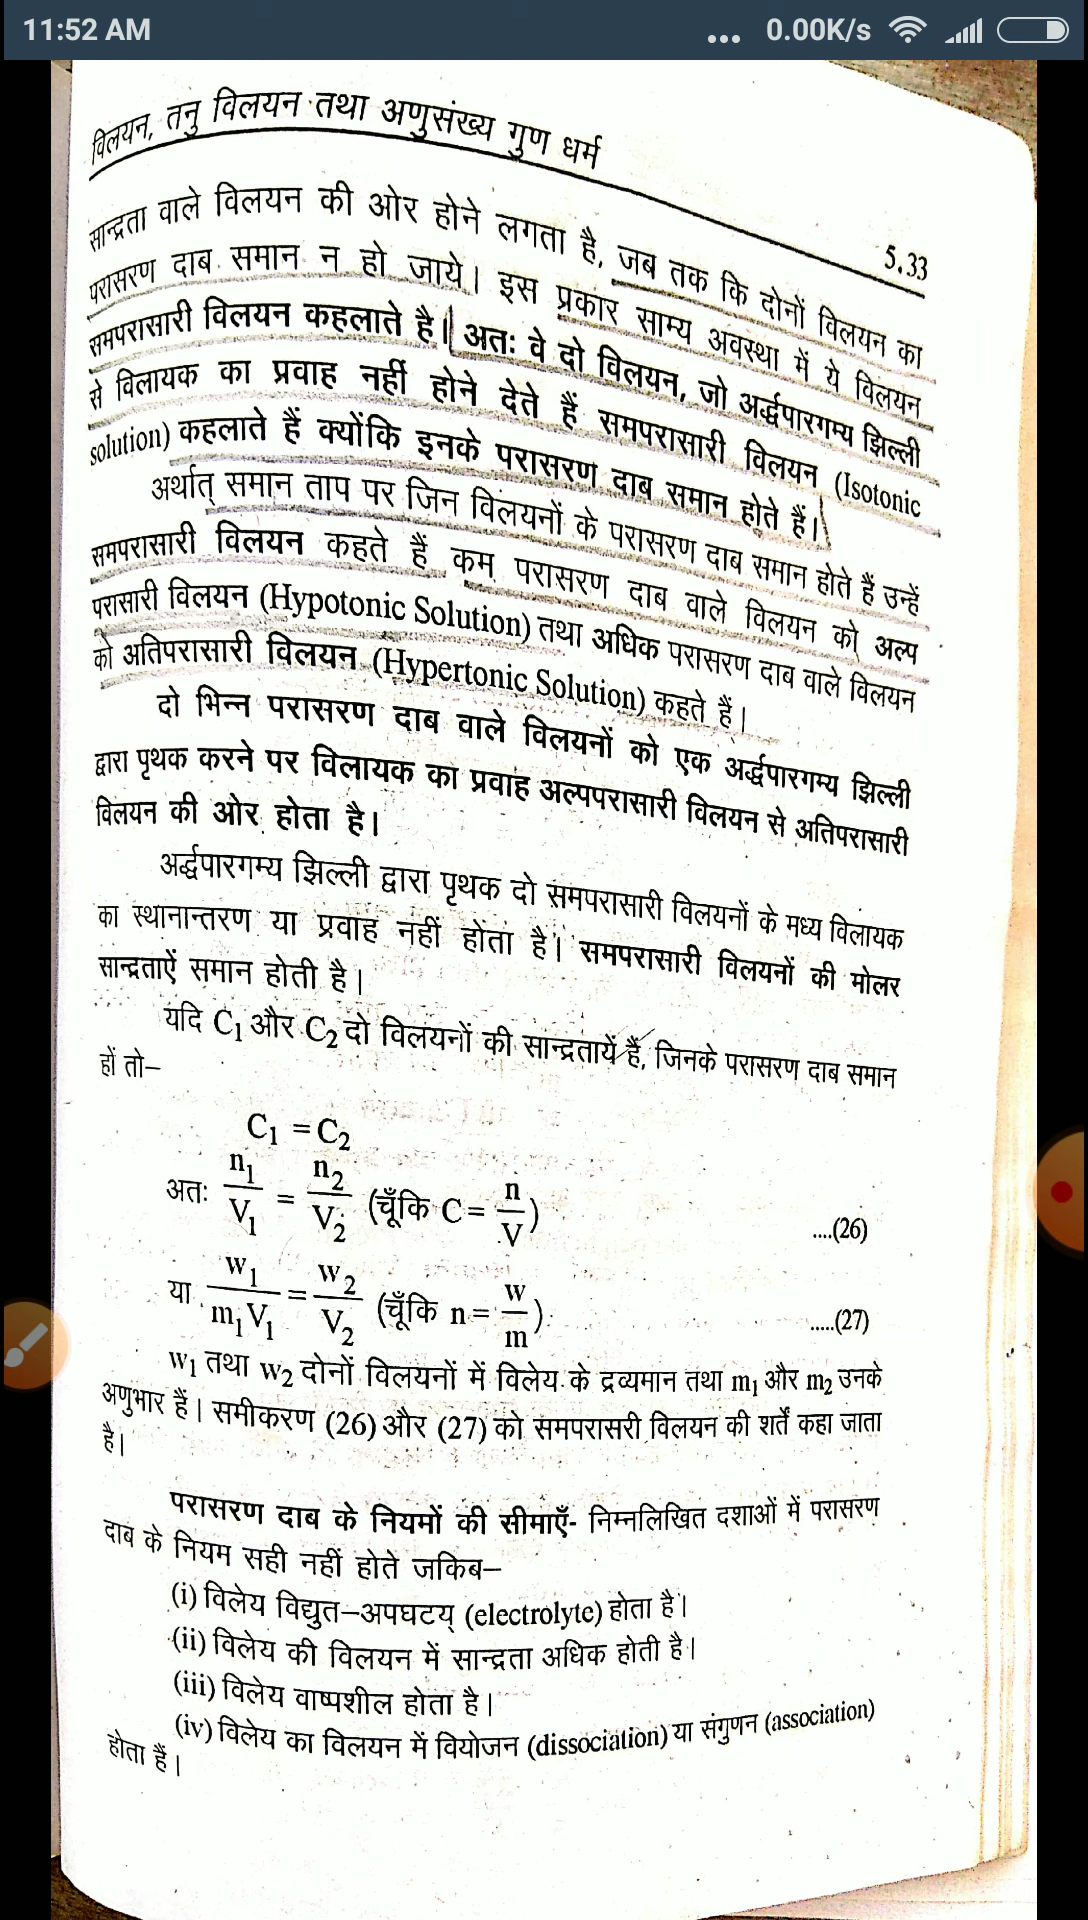 11:52 AM
... 0.00K/s
विलयन, तनु विलयन तथा अणुसंख्य गुण धर्म
5.33
सान्द्रता वाले विलयन की ओर होने लगता है, जब तक कि दोनों विलयन का
परासरण दाब समान न हो जाये। इस प्रकार साम्य अवस्था में ये विलयन
समपरासारी विलयन कहलाते है। अतः वे दो विलयन, जो अर्द्धपारगम्य झिल्ली
से विलायक का प्रवाह नहीं होने देते हैं समपरासारी विलयन (Isotonic
solution) कहलाते हैं क्योंकि इनके परासरण दाब समान होते हैं।
अर्थात् समान ताप पर जिन विलयनों के परासरण दाब समान होते हैं उन्हें
समपरासारी विलयन कहते हैं कम परासरण दाब वाले विलयन को अल्प
परासारी विलयन (Hypotonic Solution) तथा अधिक परासरण दाब वाले विलयन
को अतिपरासारी विलयन (Hypertonic Solution) कहते हैं।
दो भिन्न परासरण दाब वाले विलयनों को एक अर्द्धपारगम्य झिल्ली
द्वारा पृथक करने पर विलायक का प्रवाह अल्पपरासारी विलयन से अतिपरासारी
विलयन की ओर होता है।
अर्द्धपारगम्य झिल्ली द्वारा पृथक दो समपरासारी विलयनों के मध्य विलायक
का स्थानान्तरण या प्रवाह नहीं होता है। समपरासारी विलयनों की मोलर
सान्द्रताऐं समान होती है।
यदि C₁ और C₂ दो विलयनों की सान्द्रतायें हैं, जिनके परासरण दाब समान
हों तो–
C₁ = C₂
अतः n₁/V₁ = n₂/V₂ (चूँकि C = n/V) ....(26)
या w₁/m₁V₁ = w₂/V₂ (चूँकि n = w/m) .....(27)
w₁ तथा w₂ दोनों विलयनों में विलेय के द्रव्यमान तथा m₁ और m₂ उनके
अणुभार हैं। समीकरण (26) और (27) को समपरासरी विलयन की शर्तें कहा जाता
है।
परासरण दाब के नियमों की सीमाएँ- निम्नलिखित दशाओं में परासरण
दाब के नियम सही नहीं होते जकिब–
(i) विलेय विद्युत–अपघटय् (electrolyte) होता है।
(ii) विलेय की विलयन में सान्द्रता अधिक होती है।
(iii) विलेय वाष्पशील होता है।
(iv) विलेय का विलयन में वियोजन (dissociation) या संगुणन (association)
होता हैं।